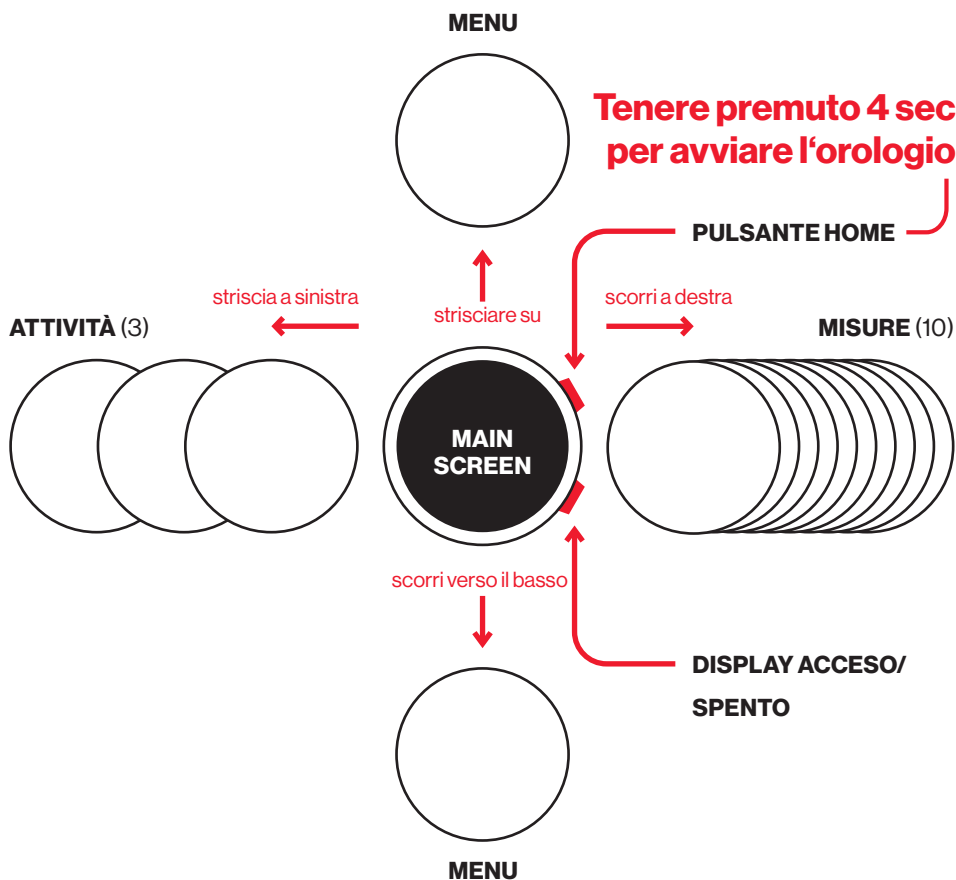 MENU
Tenere premuto 4 sec
per avviare l‘orologio
PULSANTE HOME
striscia a sinistra
strisciare su
scorri a destra
ATTIVITÀ (3)
MISURE (10)
MAIN
SCREEN
scorri verso il basso
DISPLAY ACCESO/
SPENTO
MENU